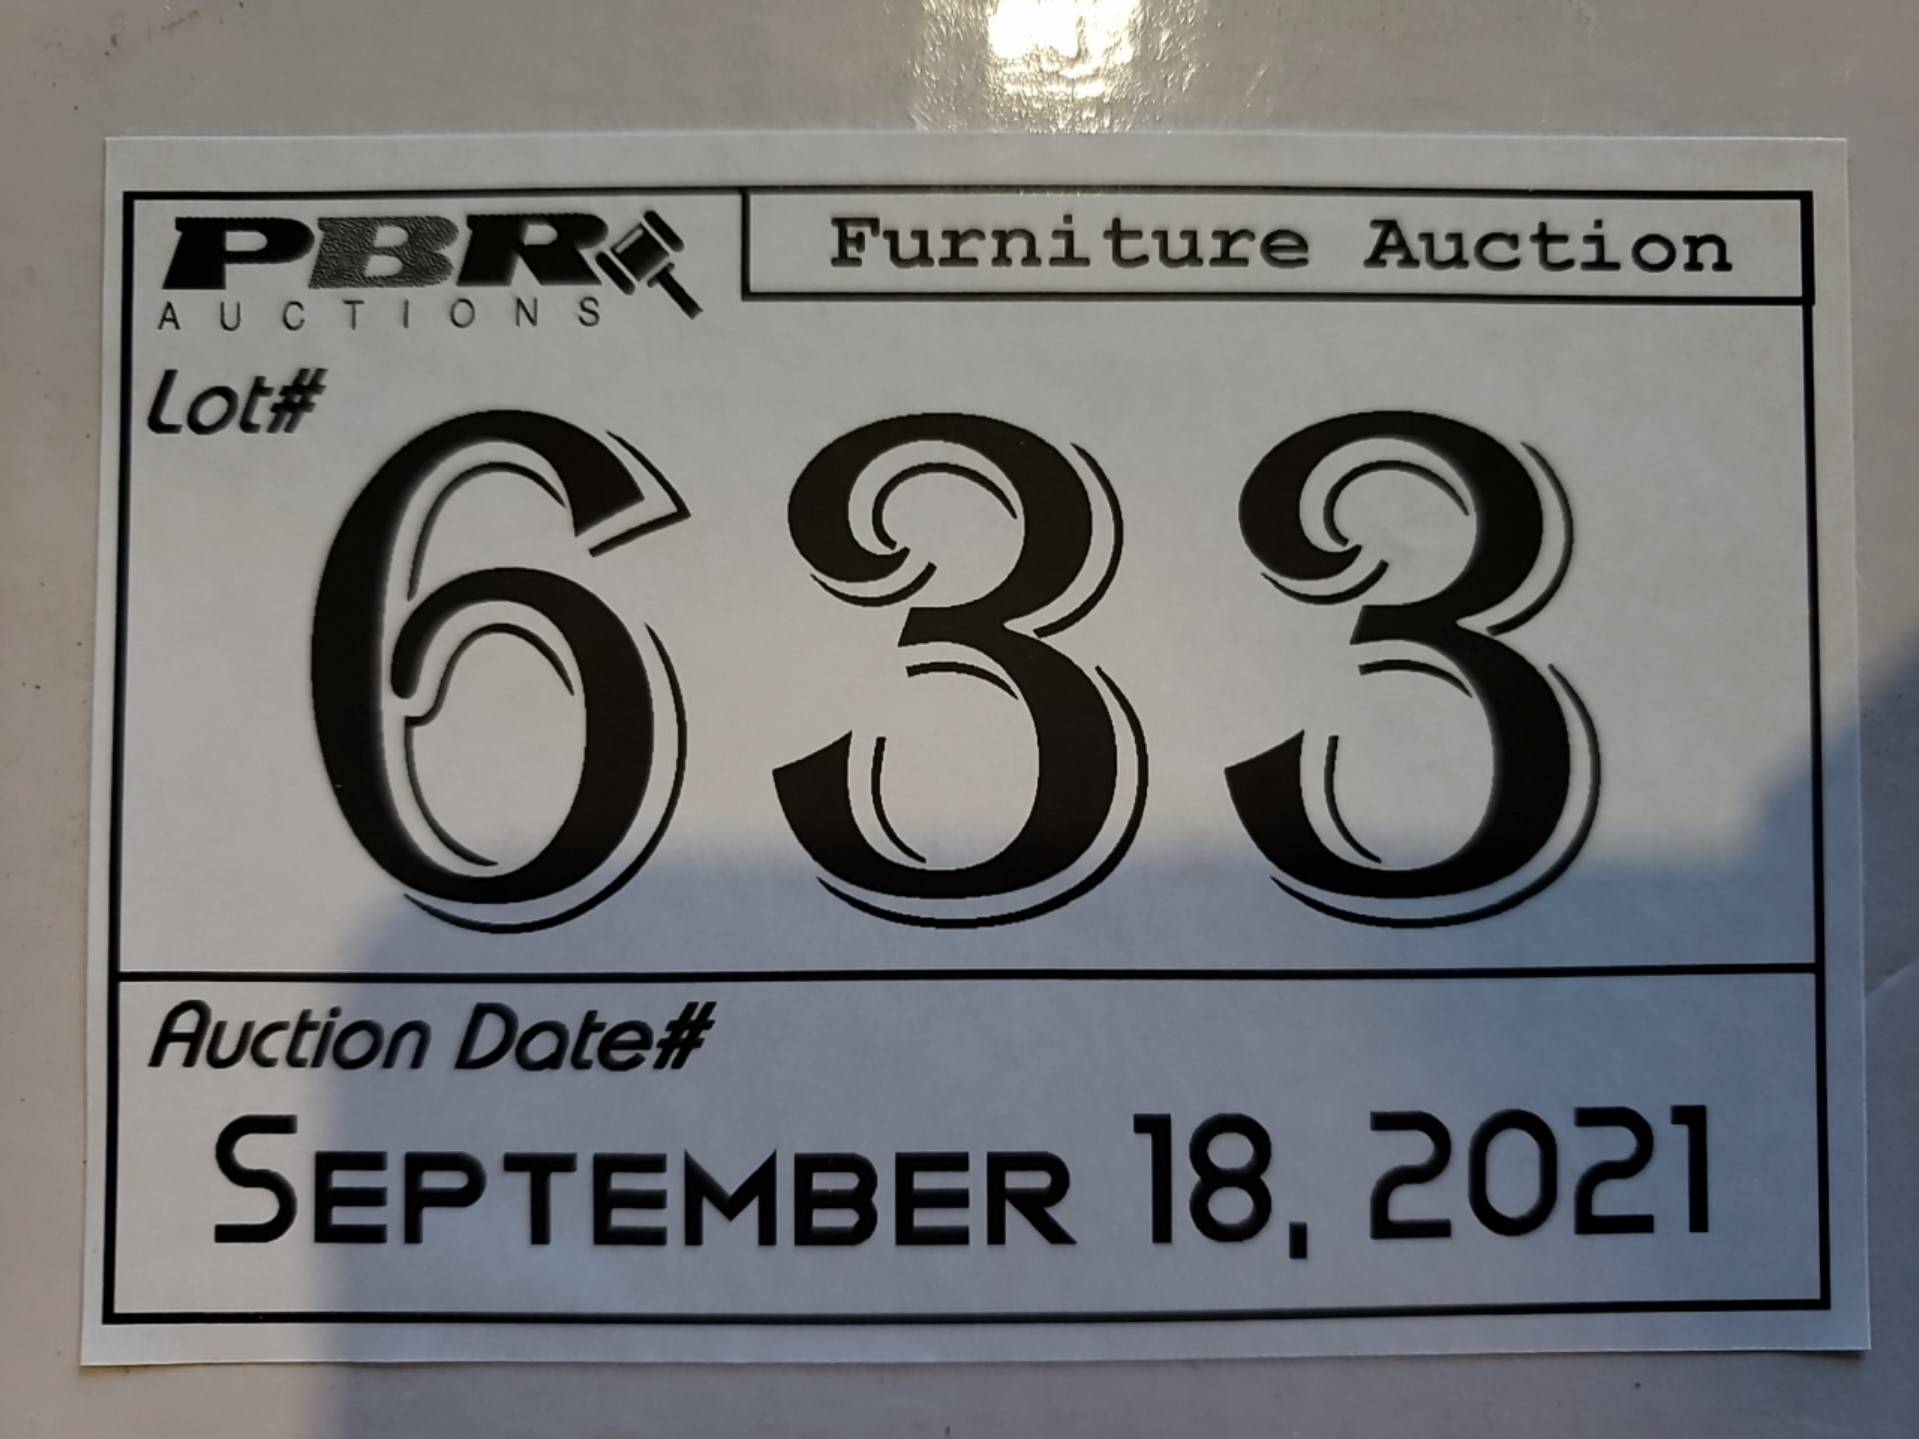 PBR
AUCTIONS
Furniture Auction
Lot#
633
Auction Date#
SEPTEMBER 18, 2021